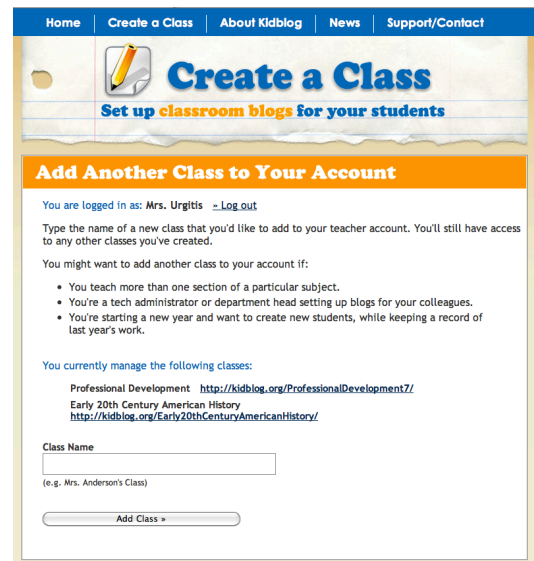 Home Create a Class About Kidblog News Support/Contact
Create a Class
Set up classroom blogs for your students
Add Another Class to Your Account
You are logged in as: Mrs. Urgitis » Log out
Type the name of a new class that you'd like to add to your teacher account. You'll still have access
to any other classes you've created.
You might want to add another class to your account if:
• You teach more than one section of a particular subject.
• You're a tech administrator or department head setting up blogs for your colleagues.
• You're starting a new year and want to create new students, while keeping a record of
last year's work.
You currently manage the following classes:
Professional Development http://kidblog.org/ProfessionalDevelopment7/
Early 20th Century American History
http://kidblog.org/Early20thCenturyAmericanHistory/
Class Name
(e.g. Mrs. Anderson's Class)
Add Class »